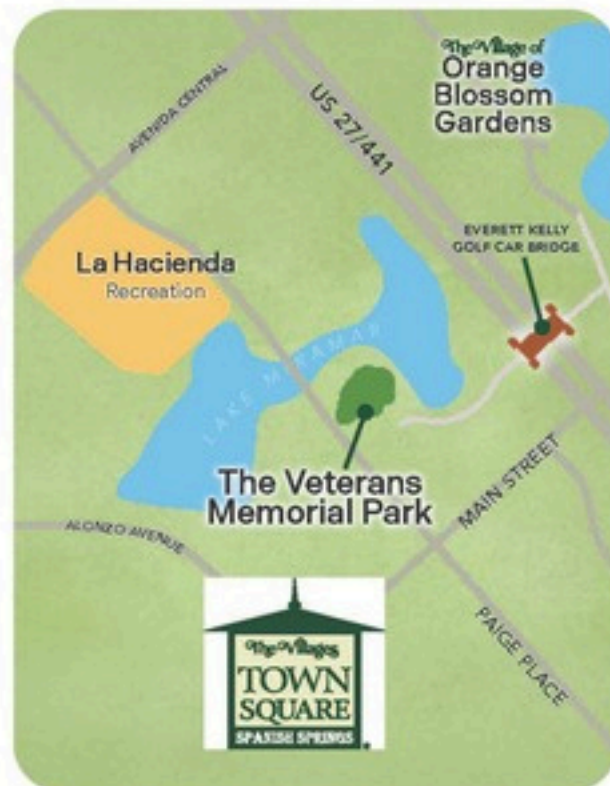 The Village of
Orange
Blossom
Gardens
AVENIDA CENTRAL
US 27/441
EVERETT KELLY
GOLF CAR BRIDGE
La Hacienda
Recreation
LAKE MIRAMAR
The Veterans
Memorial Park
MAIN STREET
ALONZO AVENUE
PAIGE PLACE
The Villages
TOWN
SQUARE
SPANISH SPRINGS